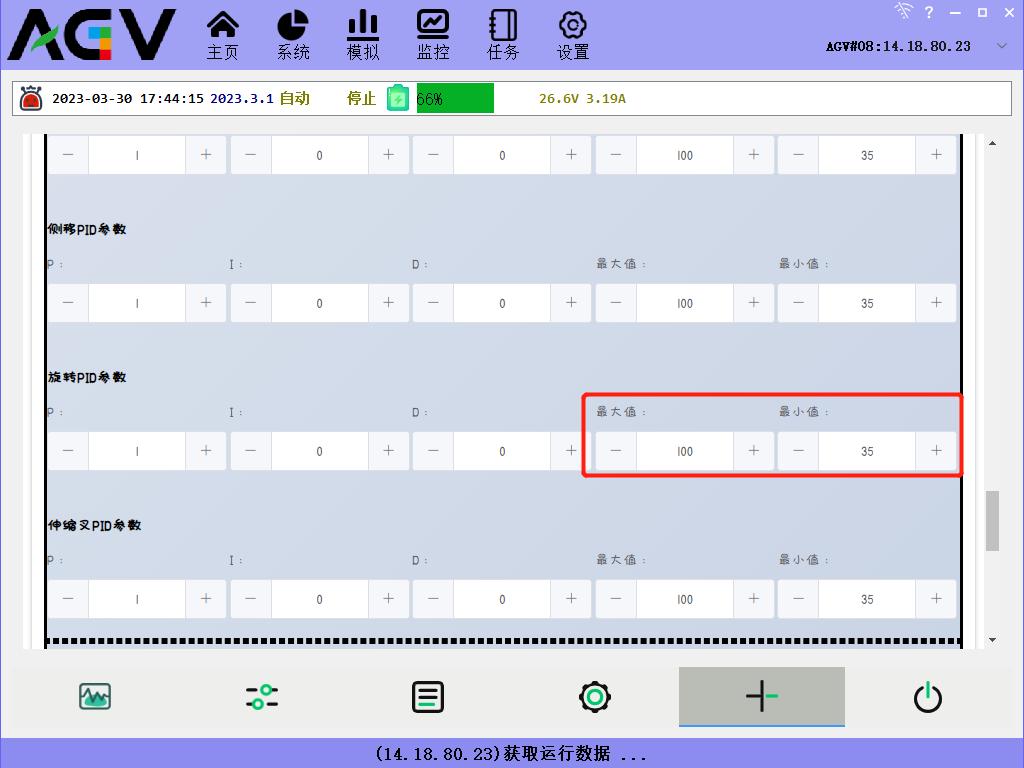 AGV
主页 系统 模拟 监控 任务 设置
?
AGV#08:14.18.80.23
2023-03-30 17:44:15 2023.3.1 自动 停止 66% 26.6V 3.19A
1 0 0 100 35
侧移PID参数
P : I : D : 最大值 : 最小值 :
1 0 0 100 35
旋转PID参数
P : I : D : 最大值 : 最小值 :
1 0 0 100 35
伸缩叉PID参数
P : I : D : 最大值 : 最小值 :
1 0 0 100 35
(14.18.80.23)获取运行数据 ...